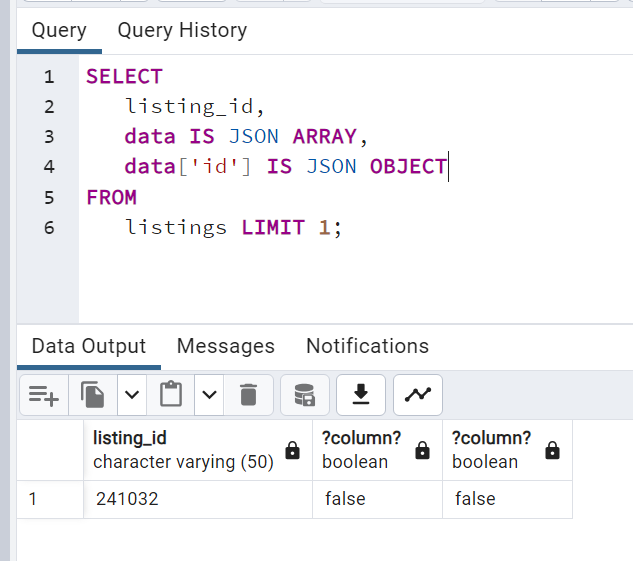 Query Query History
1 SELECT
2 listing_id,
3 data IS JSON ARRAY,
4 data['id'] IS JSON OBJECT
5 FROM
6 listings LIMIT 1;
Data Output Messages Notifications
listing_id ?column? ?column?
character varying (50) boolean boolean
1 241032 false false